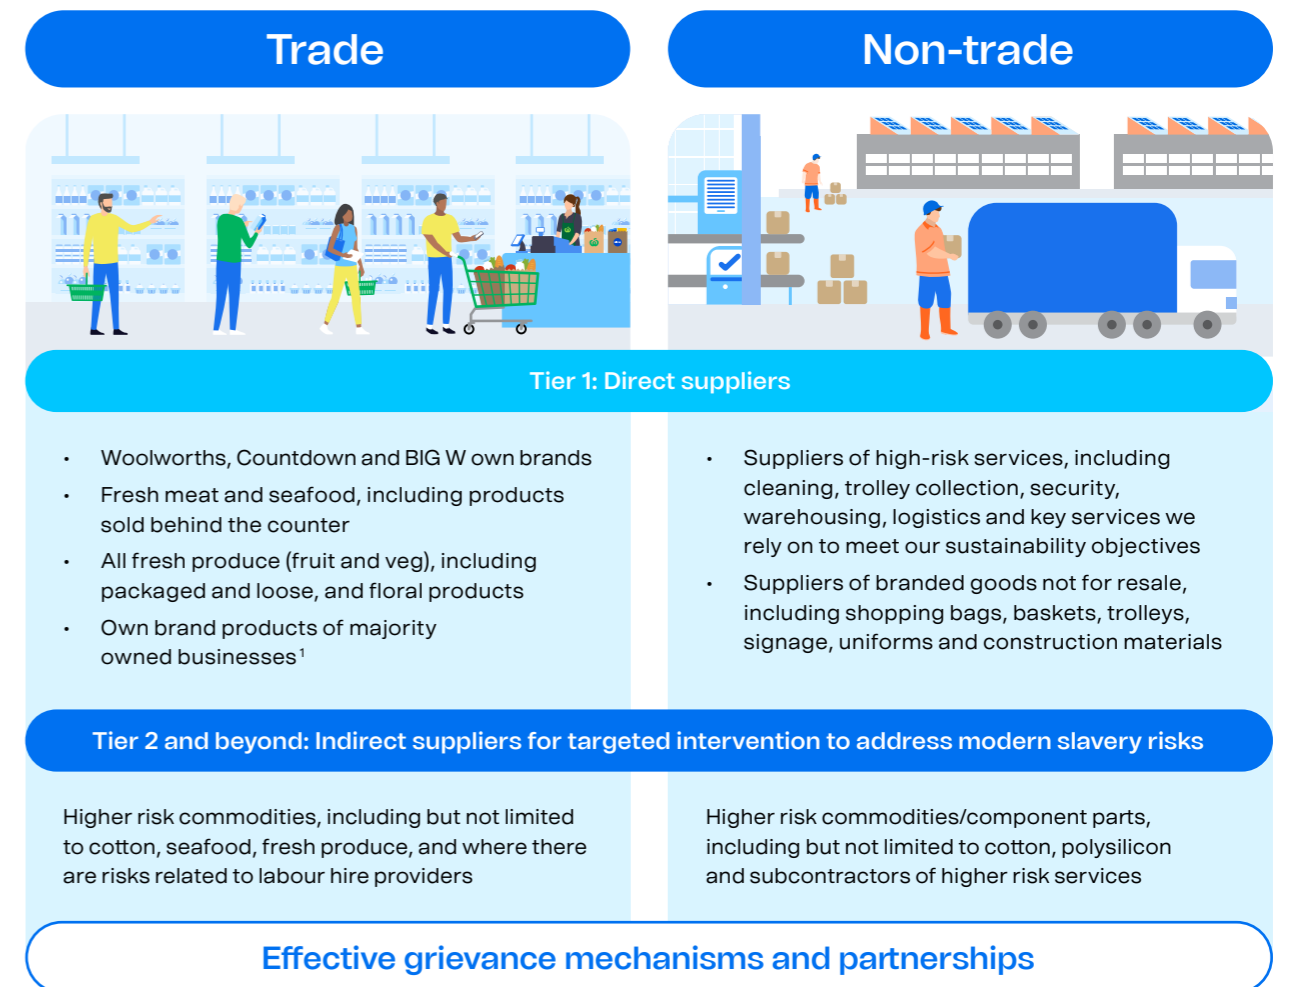 Trade
Non-trade
Tier 1: Direct suppliers
• Woolworths, Countdown and BIG W own brands
• Fresh meat and seafood, including products
sold behind the counter
• All fresh produce (fruit and veg), including
packaged and loose, and floral products
• Own brand products of majority
owned businesses¹
• Suppliers of high-risk services, including
cleaning, trolley collection, security,
warehousing, logistics and key services we
rely on to meet our sustainability objectives
• Suppliers of branded goods not for resale,
including shopping bags, baskets, trolleys,
signage, uniforms and construction materials
Tier 2 and beyond: Indirect suppliers for targeted intervention to address modern slavery risks
Higher risk commodities, including but not limited
to cotton, seafood, fresh produce, and where there
are risks related to labour hire providers
Higher risk commodities/component parts,
including but not limited to cotton, polysilicon
and subcontractors of higher risk services
Effective grievance mechanisms and partnerships